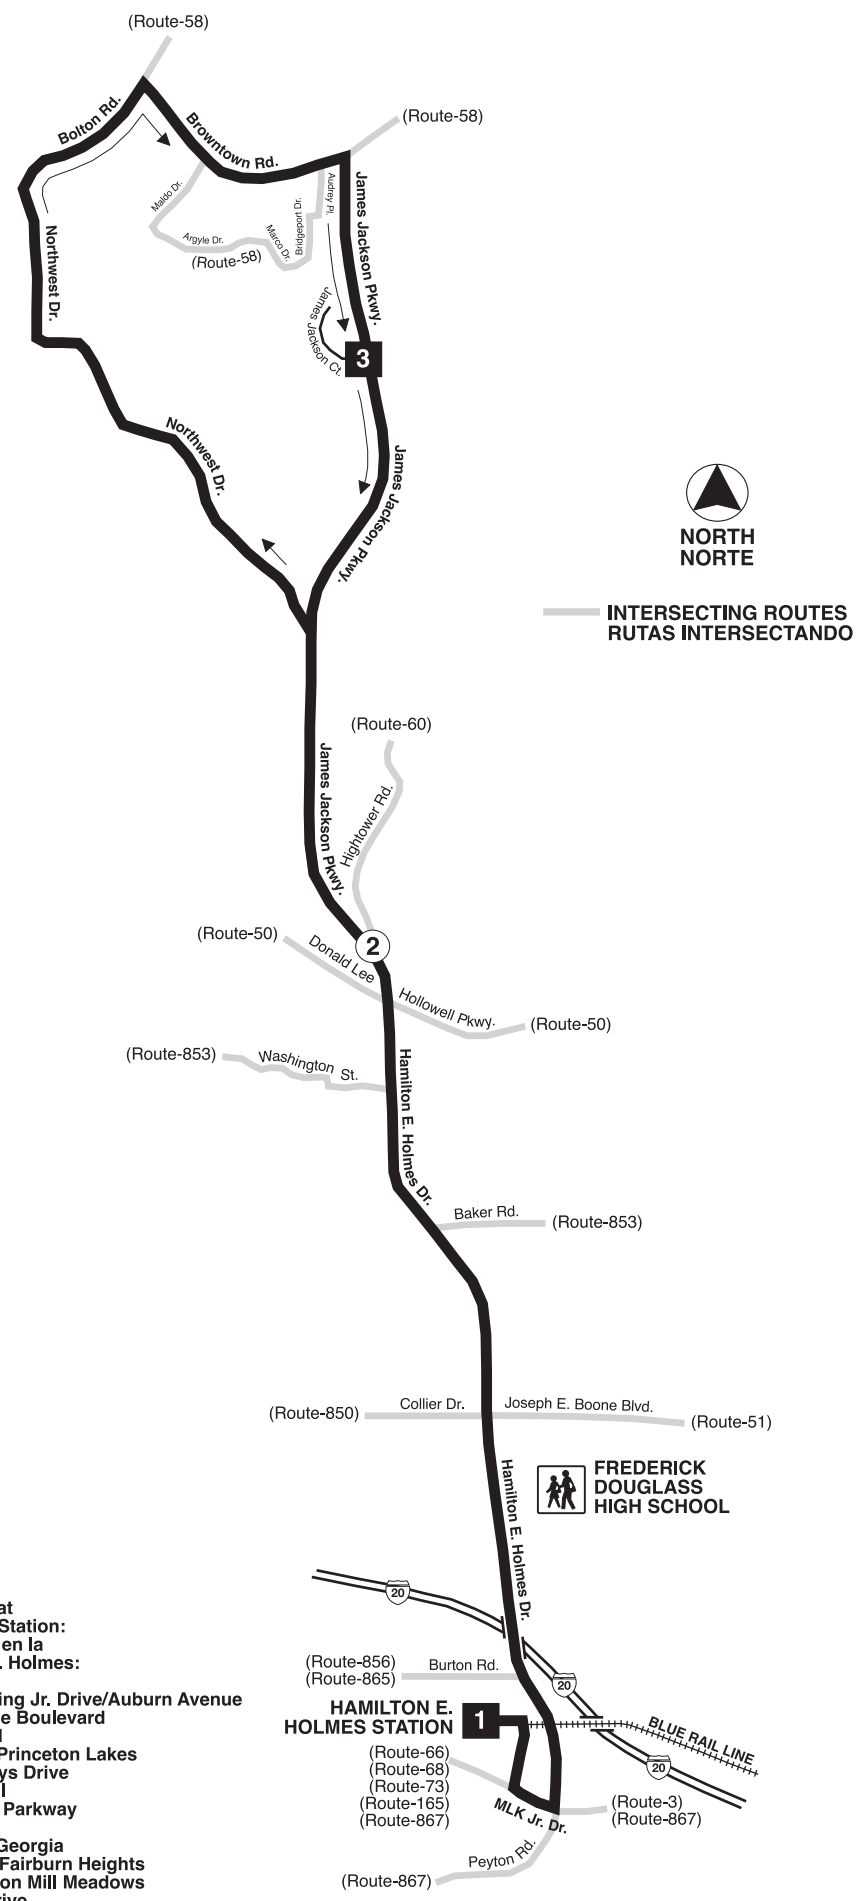 (Route-58)
Bolton Rd.
Browntown Rd.
(Route-58)
Maldo Dr.
Argyle Dr.
Marco Dr.
Bridgeport Dr.
Audrey Pl.
(Route-58)
James Jackson Pkwy.
Northwest Dr.
James Jackson Ct.
3
Northwest Dr.
James Jackson Pkwy.
NORTH
NORTE
INTERSECTING ROUTES
RUTAS INTERSECTANDO
(Route-60)
James Jackson Pkwy.
Hightower Rd.
(Route-50)
2
Donald Lee
Hollowell Pkwy.
(Route-50)
(Route-853)
Washington St.
Hamilton E. Holmes Dr.
Baker Rd.
(Route-853)
(Route-850)
Collier Dr.
Joseph E. Boone Blvd.
(Route-51)
Hamilton E. Holmes Dr.
FREDERICK
DOUGLASS
HIGH SCHOOL
20
(Route-856)
(Route-865)
Burton Rd.
20
HAMILTON E.
HOLMES STATION
1
BLUE RAIL LINE
20
(Route-66)
(Route-68)
(Route-73)
(Route-165)
(Route-867)
MLK Jr. Dr.
(Route-3)
(Route-867)
Peyton Rd.
(Route-867)
at
Station:
en la
. Holmes:
ing Jr. Drive/Auburn Avenue
e Boulevard
Princeton Lakes
ys Drive
Parkway
Georgia
Fairburn Heights
on Mill Meadows